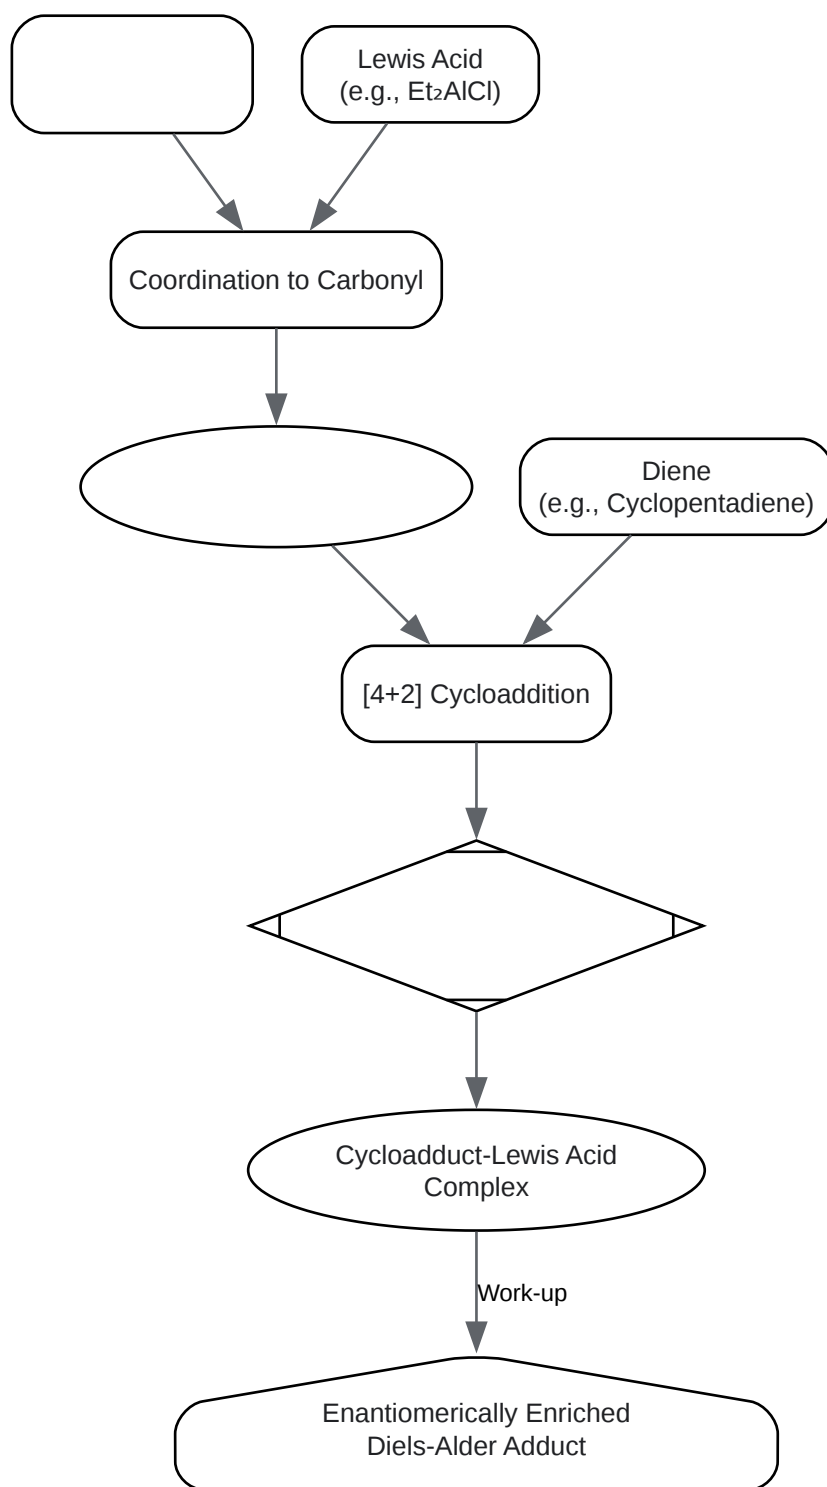 Lewis Acid
(e.g., Et₂AlCl)
Coordination to Carbonyl
Diene
(e.g., Cyclopentadiene)
[4+2] Cycloaddition
Cycloadduct-Lewis Acid
Complex
Work-up
Enantiomerically Enriched
Diels-Alder Adduct